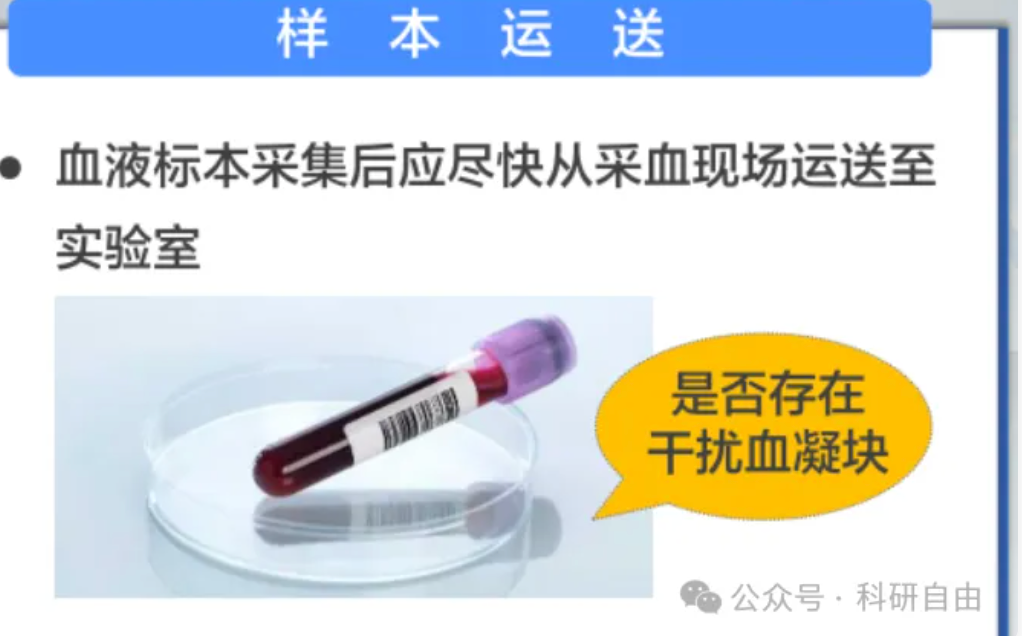 样本运送
• 血液标本采集后应尽快从采血现场运送至
实验室
是否存在
干扰血凝块
公众号·科研自由